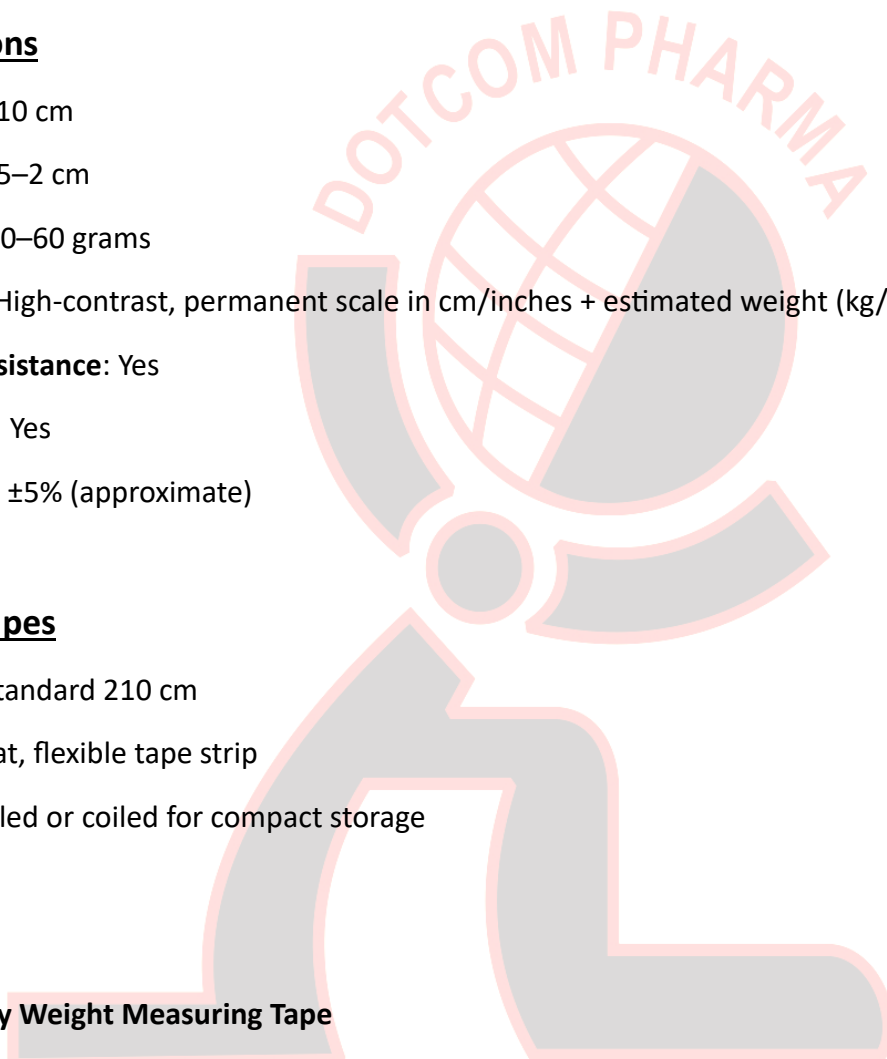 DOTCOM PHARMA
ons
10 cm
5–2 cm
0–60 grams
High-contrast, permanent scale in cm/inches + estimated weight (kg/
sistance: Yes
Yes
±5% (approximate)
pes
tandard 210 cm
at, flexible tape strip
led or coiled for compact storage
y Weight Measuring Tape